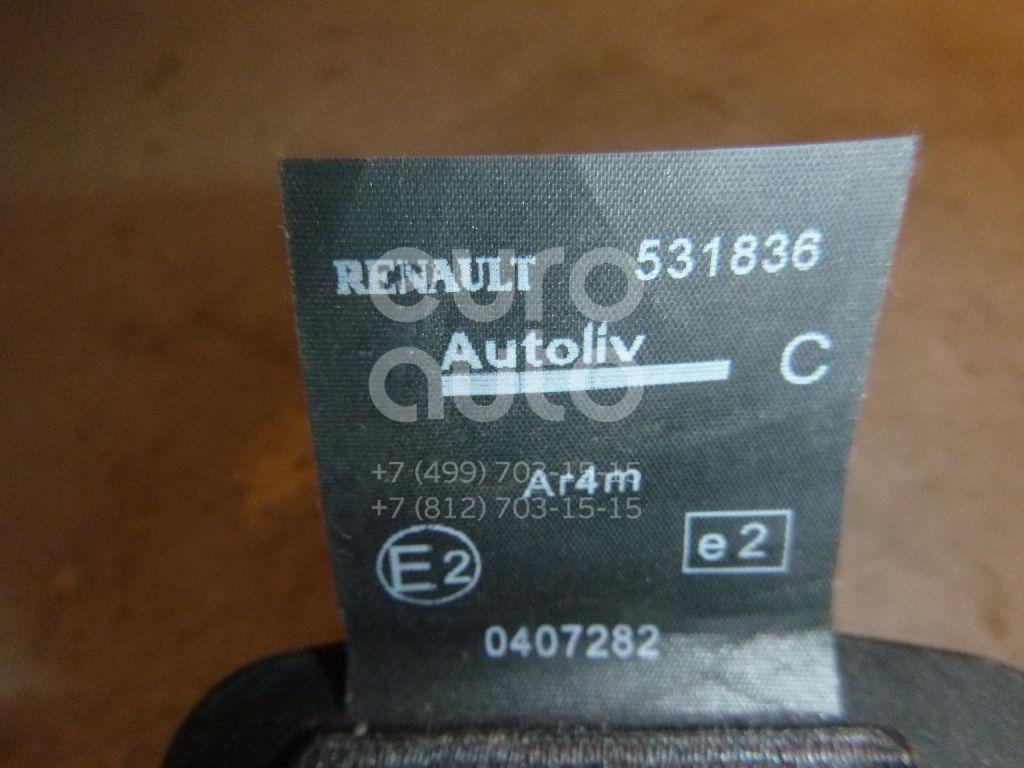 RENAULT 531836
euro
Autoliv C
auto
+7 (499) 703-15-15
Ar4m
+7 (812) 703-15-15
E2 e2
0407282